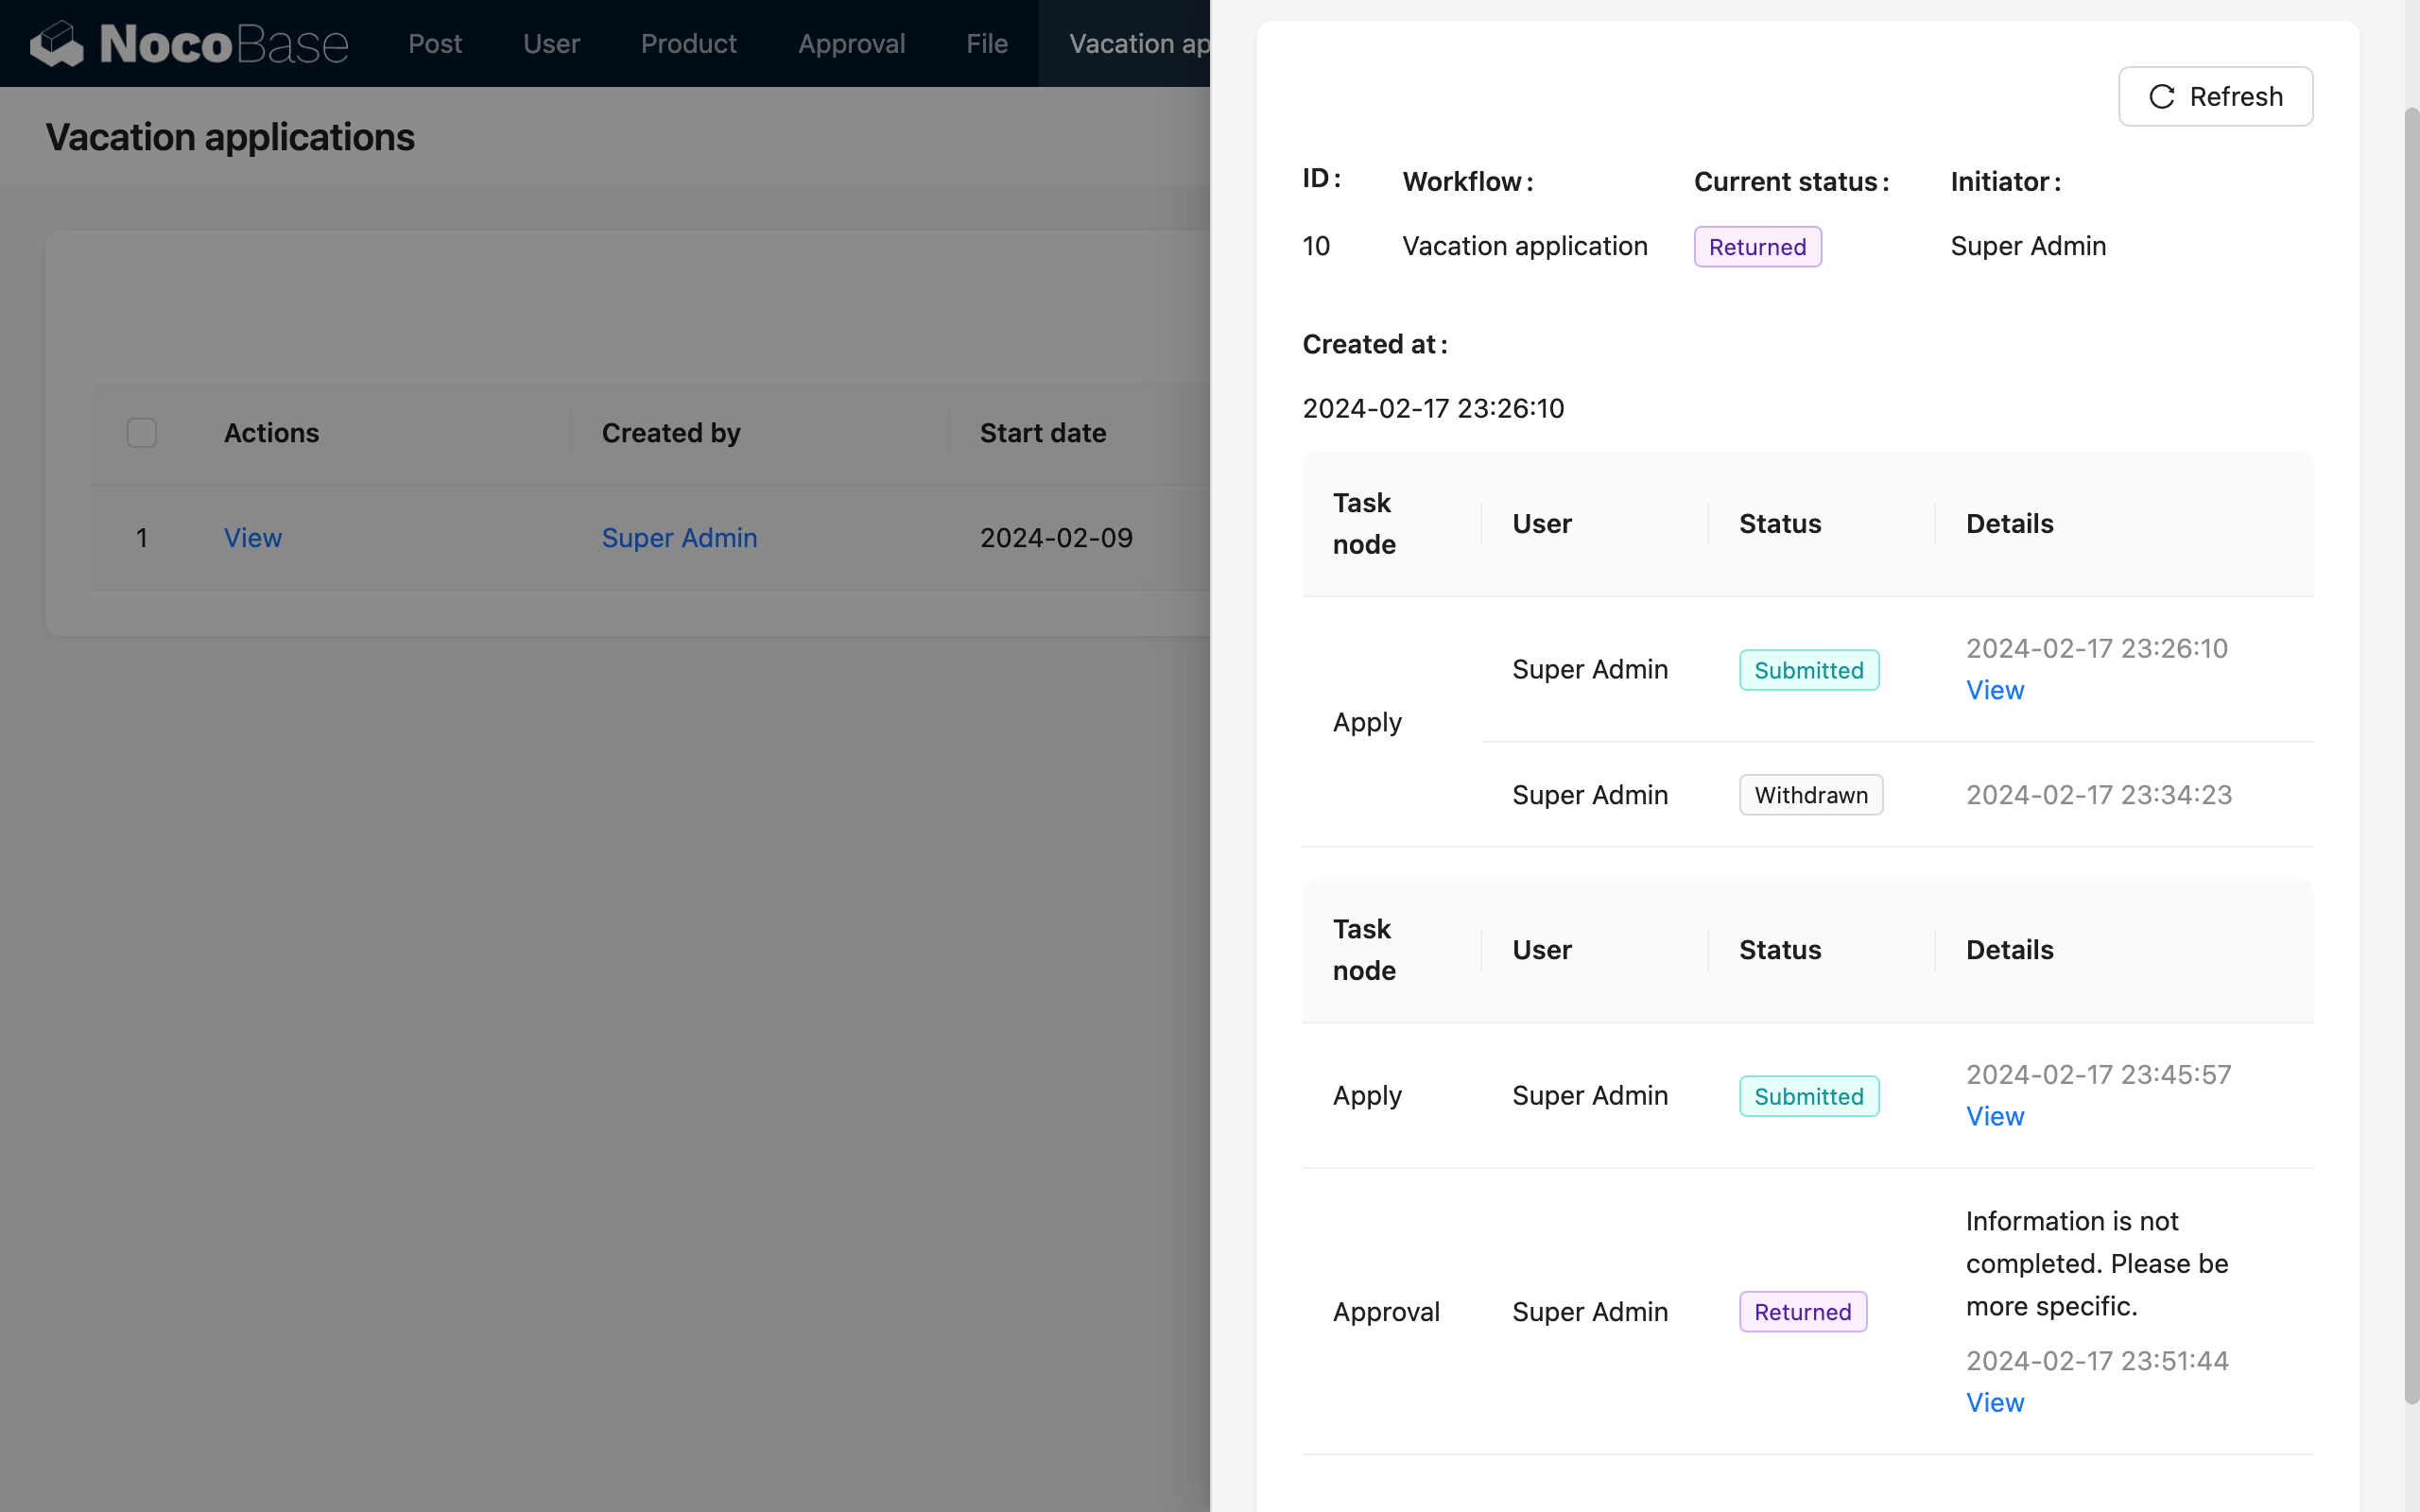 NocoBase Post User Product Approval File Vacation ap
Vacation applications
Actions Created by Start date
1 View Super Admin 2024-02-09
Refresh
ID: Workflow: Current status: Initiator:
10 Vacation application Returned Super Admin
Created at:
2024-02-17 23:26:10
Task node User Status Details
Apply
Super Admin Submitted 2024-02-17 23:26:10
View
Super Admin Withdrawn 2024-02-17 23:34:23
Task node User Status Details
Apply Super Admin Submitted 2024-02-17 23:45:57
View
Approval Super Admin Returned
Information is not
completed. Please be
more specific.
2024-02-17 23:51:44
View